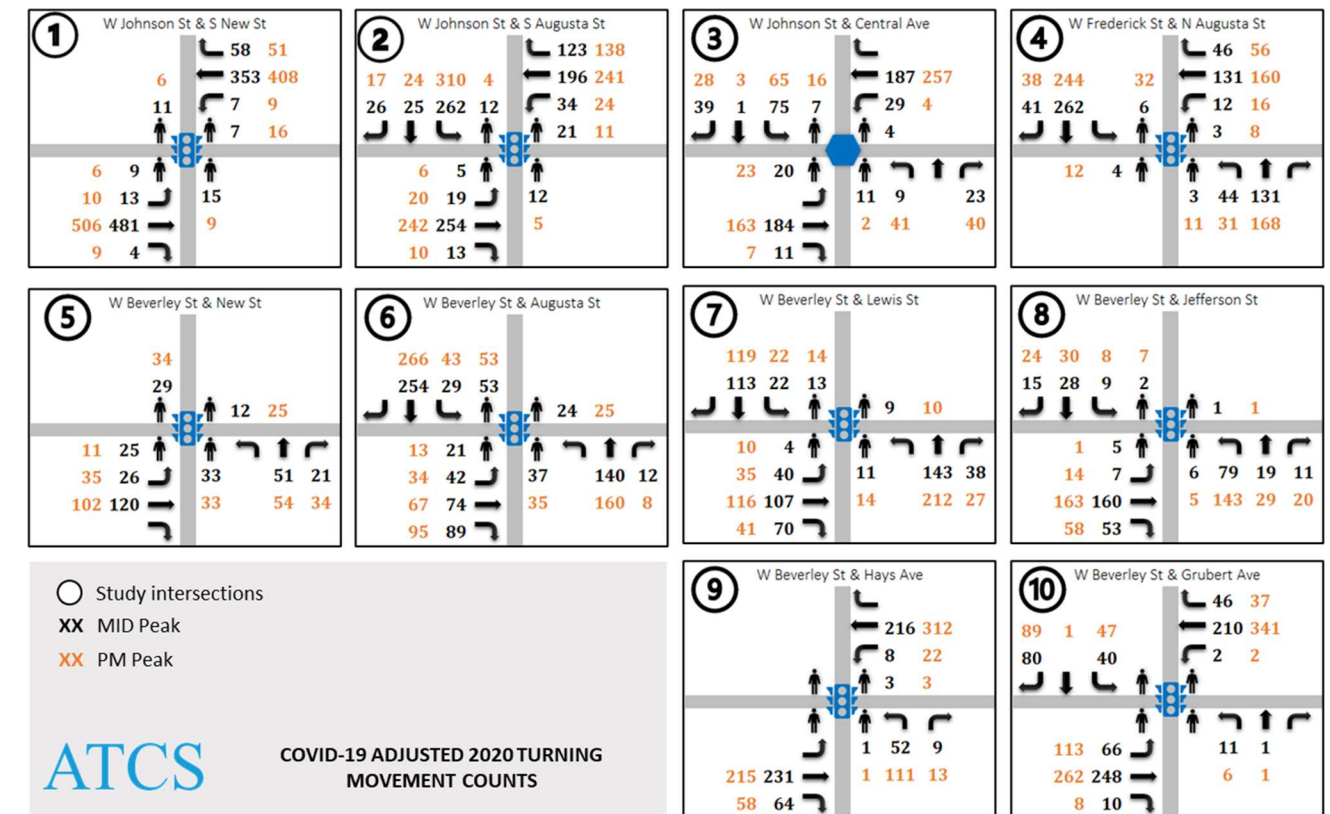 1
W Johnson St & S New St
58 51
6 353 408
11 7 9
7 16
6 9
10 13 15
506 481 9
9 4
2
W Johnson St & S Augusta St
123 138
17 24 310 4 196 241
26 25 262 12 34 24
21 11
6 5
20 19 12
242 254 5
10 13
3
W Johnson St & Central Ave
28 3 65 16 187 257
39 1 75 7 29 4
4
23 20
11 9 23
163 184 2 41 40
7 11
4
W Frederick St & N Augusta St
46 56
38 244 32 131 160
41 262 6 12 16
3 8
12 4
3 44 131
11 31 168
5
W Beverley St & New St
34
29
12 25
11 25
35 26 33 51 21
102 120 33 54 34
6
W Beverley St & Augusta St
266 43 53
254 29 53
24 25
13 21
34 42 37 140 12
67 74 35 160 8
95 89
7
W Beverley St & Lewis St
119 22 14
113 22 13
9 10
10 4
35 40 11 143 38
116 107 14 212 27
41 70
8
W Beverley St & Jefferson St
24 30 8 7
15 28 9 2
1 1
1 5
14 7 6 79 19 11
163 160 5 143 29 20
58 53
Study intersections
XX MID Peak
XX PM Peak
ATCS
COVID-19 ADJUSTED 2020 TURNING
MOVEMENT COUNTS
9
W Beverley St & Hays Ave
216 312
8 22
3 3
1 52 9
215 231 1 111 13
58 64
10
W Beverley St & Grubert Ave
46 37
89 1 47 210 341
80 40 2 2
113 66 11 1
262 248 6 1
8 10